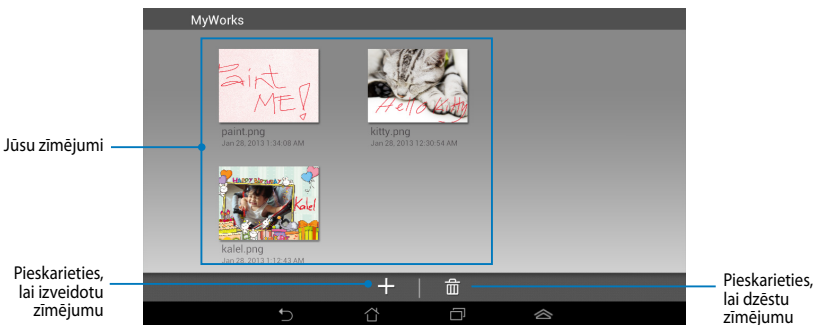 MyWorks
Paint
ME!
Hello Kitty
paint.png
Jan 28, 2013 1:34:08 AM
kitty.png
Jan 28, 2013 12:30:54 AM
Jūsu zīmējumi
HAPPY BIRTHDAY
Kalel
kalel.png
Jan 28, 2013 1:12:43 AM
Pieskarieties,
lai izveidotu
zīmējumu
Pieskarieties,
lai dzēstu
zīmējumu